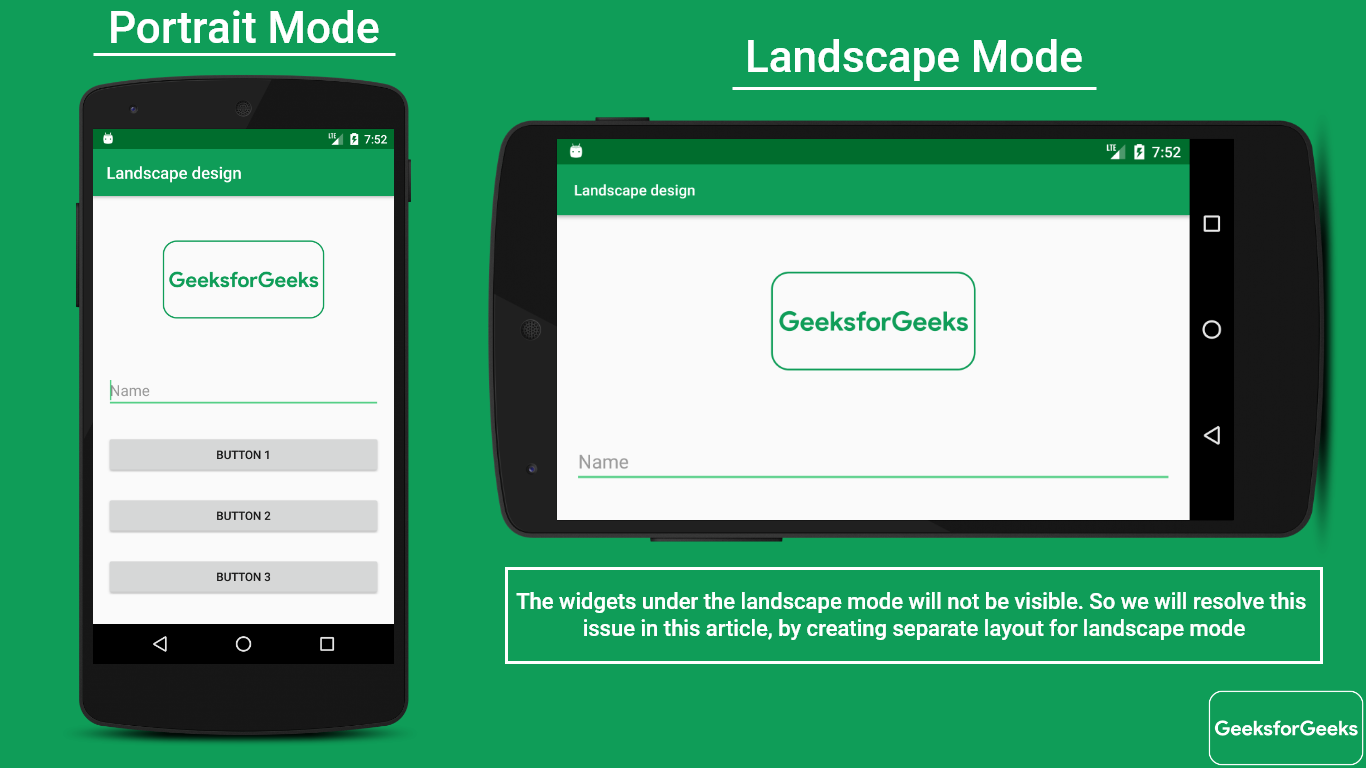 Portrait Mode
LTE 7:52
Landscape design
GeeksforGeeks
Name
BUTTON 1
BUTTON 2
BUTTON 3
Landscape Mode
LTE 7:52
Landscape design
GeeksforGeeks
Name
The widgets under the landscape mode will not be visible. So we will resolve this
issue in this article, by creating separate layout for landscape mode
GeeksforGeeks